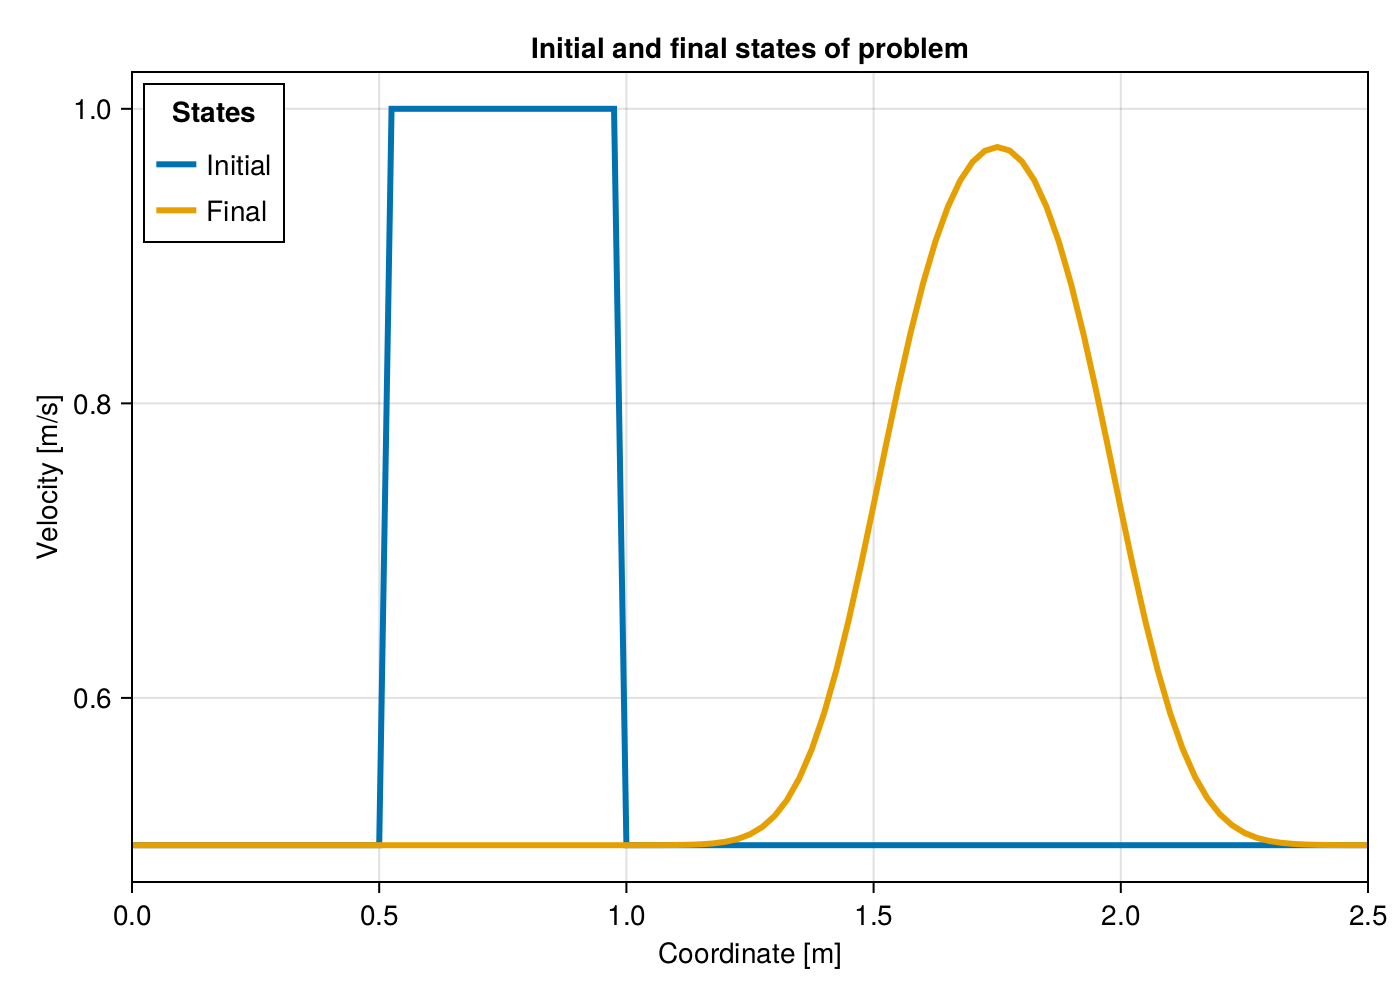 Initial and final states of problem
States
Initial
Final
1.0
0.8
0.6
Velocity [m/s]
0.0 0.5 1.0 1.5 2.0 2.5
Coordinate [m]